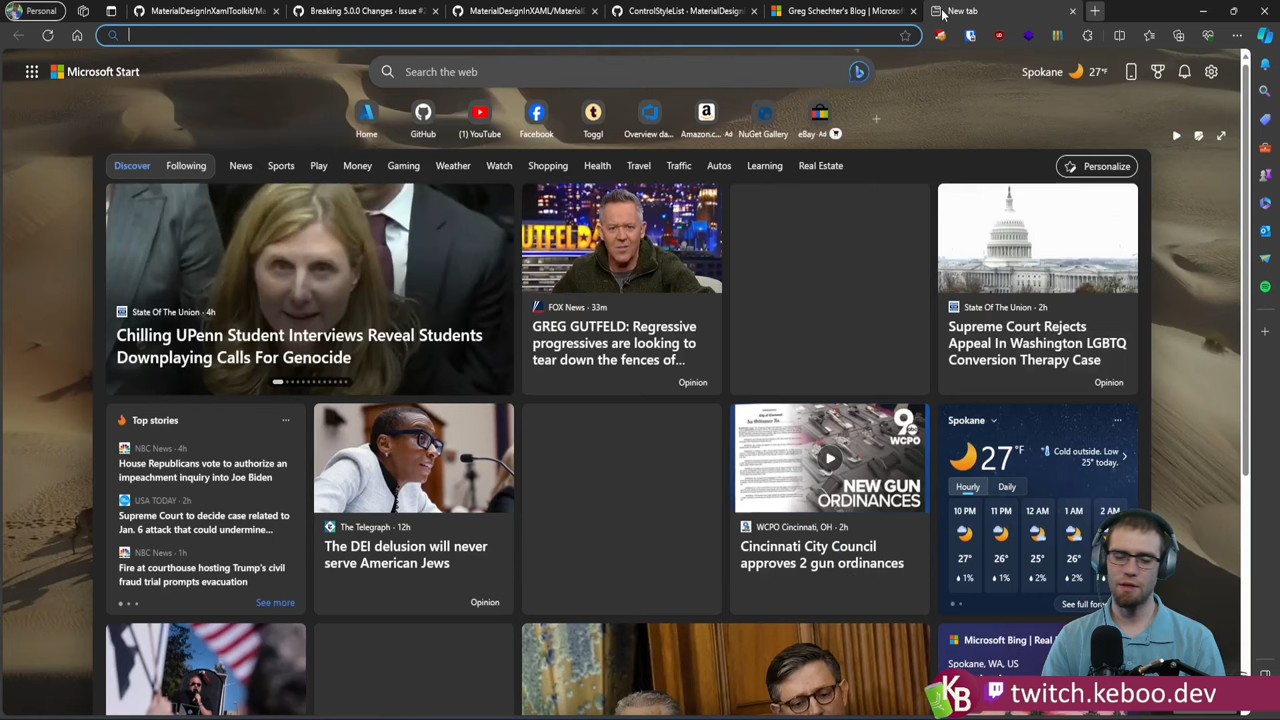 Personal
MaterialDesignInXamlToolkit/Ma
Breaking 5.0.0 Changes - Issue #2
MaterialDesignInXAML/Material
ControlStyleList · MaterialDesign
Greg Schechter's Blog | Microsof
New tab
Microsoft Start
Search the web
Spokane 27°F
Home
GitHub
(1) YouTube
Facebook
Toggl
Overview da...
Amazon.c... Ad
NuGet Gallery
eBay Ad
Discover
Following
News
Sports
Play
Money
Gaming
Weather
Watch
Shopping
Health
Travel
Traffic
Autos
Learning
Real Estate
Personalize
State Of The Union · 4h
Chilling UPenn Student Interviews Reveal Students
Downplaying Calls For Genocide
GUTFELD!
FOX News · 33m
GREG GUTFELD: Regressive
progressives are looking to
tear down the fences of...
Opinion
State Of The Union · 2h
Supreme Court Rejects
Appeal In Washington LGBTQ
Conversion Therapy Case
Opinion
Top stories
NBC News · 4h
House Republicans vote to authorize an
impeachment inquiry into Joe Biden
USA TODAY · 2h
Supreme Court to decide case related to
Jan. 6 attack that could undermine...
NBC News · 1h
Fire at courthouse hosting Trump's civil
fraud trial prompts evacuation
See more
The Telegraph · 12h
The DEI delusion will never
serve American Jews
Opinion
9
WCPO
NEW GUN
ORDINANCES
WCPO Cincinnati, OH · 2h
Cincinnati City Council
approves 2 gun ordinances
Spokane
27°F
Cold outside. Low
25° today.
Hourly
Daily
10 PM 11 PM 12 AM 1 AM 2 AM
27° 26° 25° 26°
1% 1% 2% 2%
See full for
Microsoft Bing | Real
Spokane, WA, US
KB
twitch.keboo.dev